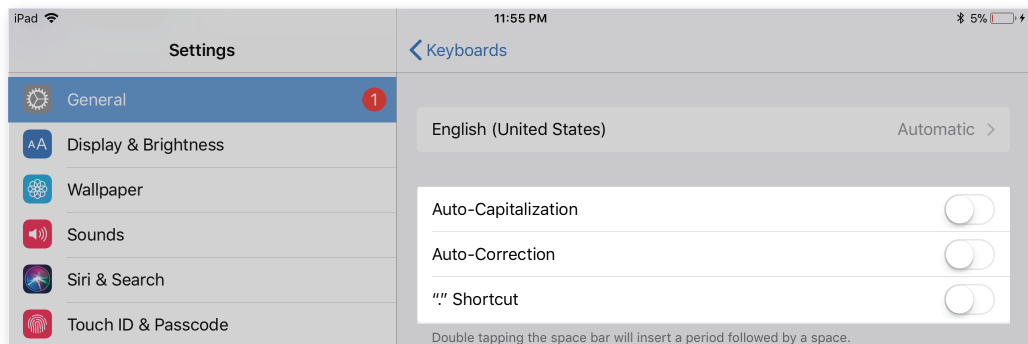 iPad 11:55 PM 5%
Settings
Keyboards
General 1
Display & Brightness
Wallpaper
Sounds
Siri & Search
Touch ID & Passcode
English (United States) Automatic
Auto-Capitalization
Auto-Correction
“.” Shortcut
Double tapping the space bar will insert a period followed by a space.